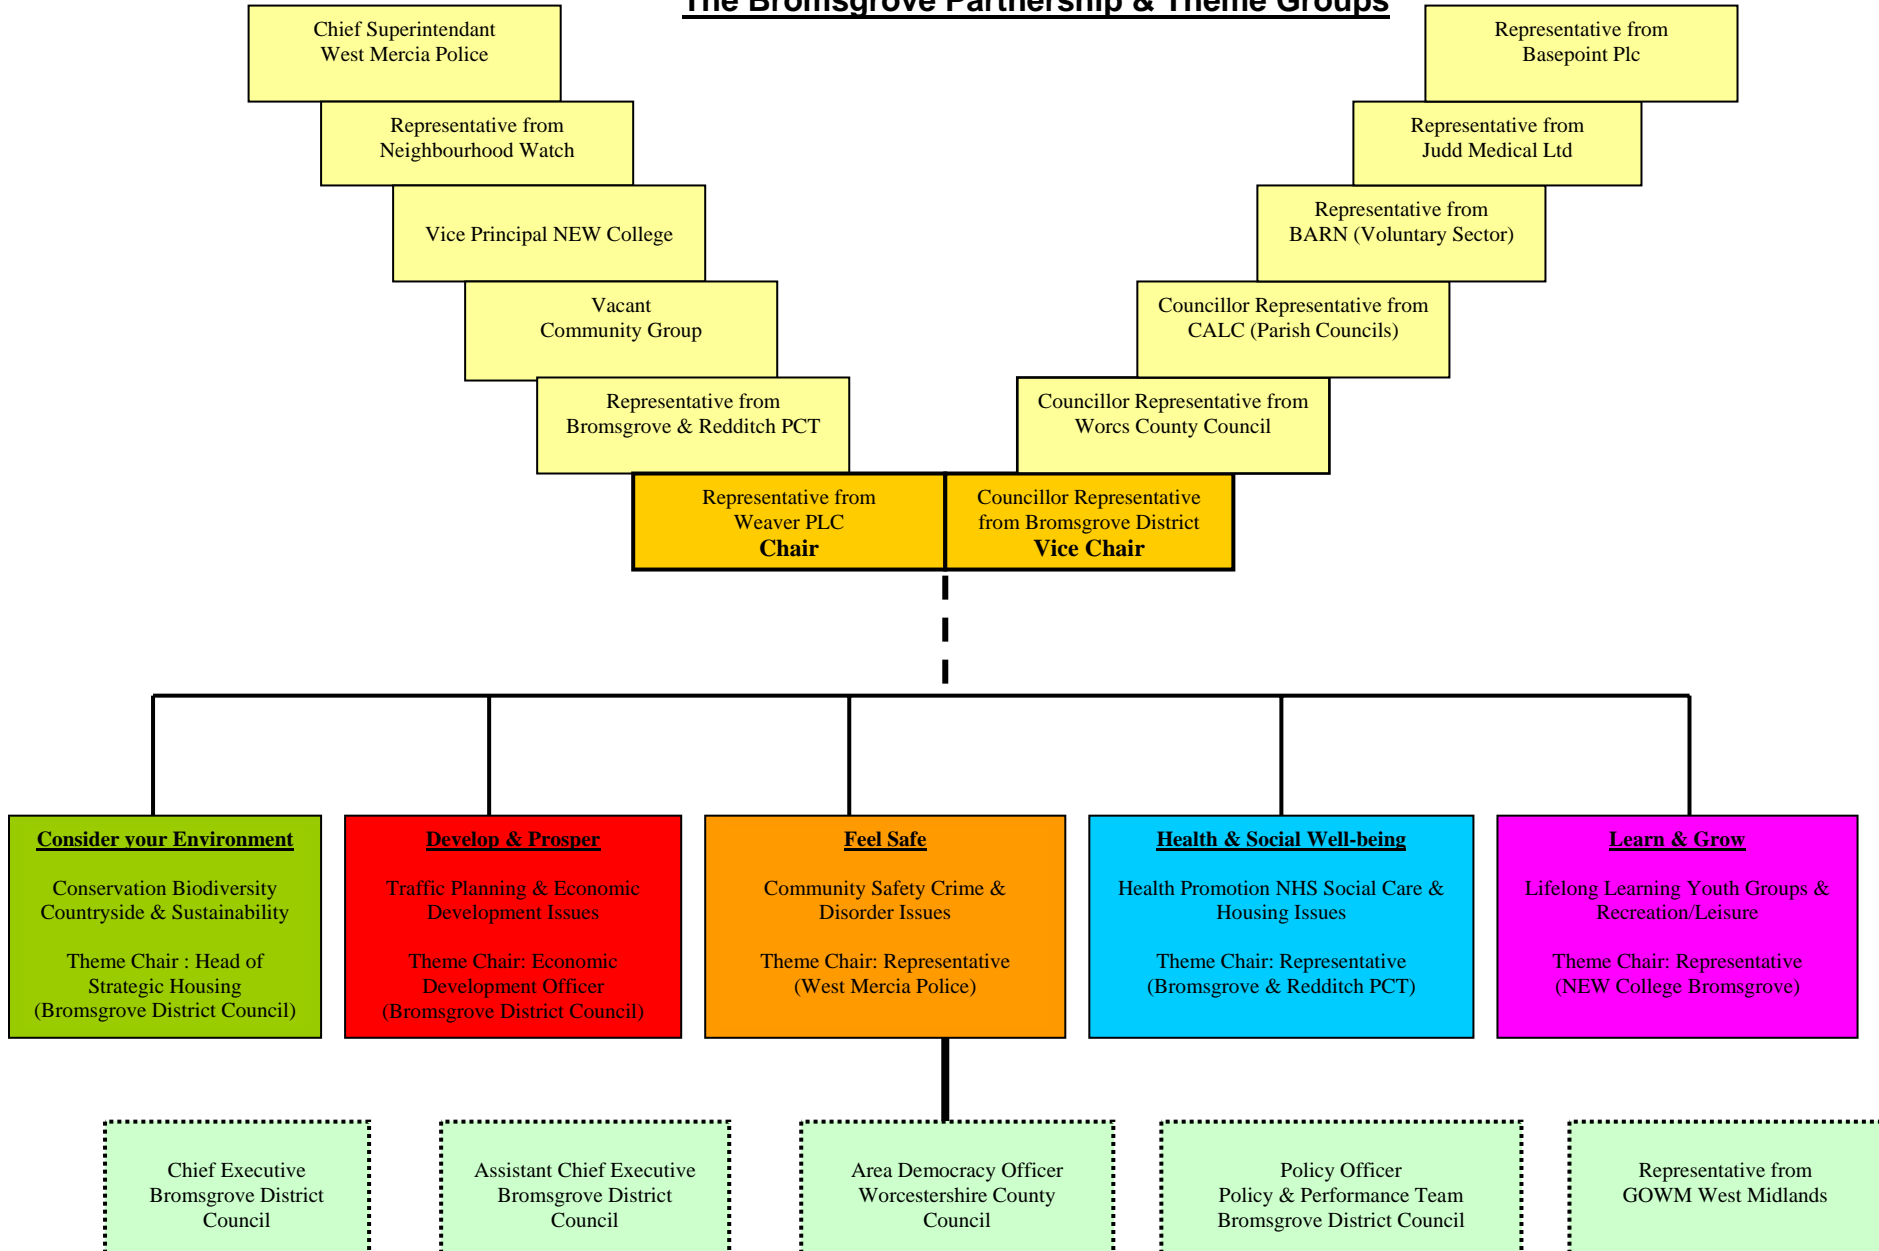 The Bromsgrove Partnership & Theme Groups
Chief Superintendant
West Mercia Police
Representative from
Basepoint Plc
Representative from
Neighbourhood Watch
Representative from
Judd Medical Ltd
Vice Principal NEW College
Representative from
BARN (Voluntary Sector)
Vacant
Community Group
Councillor Representative from
CALC (Parish Councils)
Representative from
Bromsgrove & Redditch PCT
Councillor Representative from
Worcs County Council
Representative from
Weaver PLC
Chair
Councillor Representative
from Bromsgrove District
Vice Chair
Consider your Environment
Conservation Biodiversity
Countryside & Sustainability
Theme Chair : Head of
Strategic Housing
(Bromsgrove District Council)
Develop & Prosper
Traffic Planning & Economic
Development Issues
Theme Chair: Economic
Development Officer
(Bromsgrove District Council)
Feel Safe
Community Safety Crime &
Disorder Issues
Theme Chair: Representative
(West Mercia Police)
Health & Social Well-being
Health Promotion NHS Social Care &
Housing Issues
Theme Chair: Representative
(Bromsgrove & Redditch PCT)
Learn & Grow
Lifelong Learning Youth Groups &
Recreation/Leisure
Theme Chair: Representative
(NEW College Bromsgrove)
Chief Executive
Bromsgrove District
Council
Assistant Chief Executive
Bromsgrove District
Council
Area Democracy Officer
Worcestershire County
Council
Policy Officer
Policy & Performance Team
Bromsgrove District Council
Representative from
GOWM West Midlands